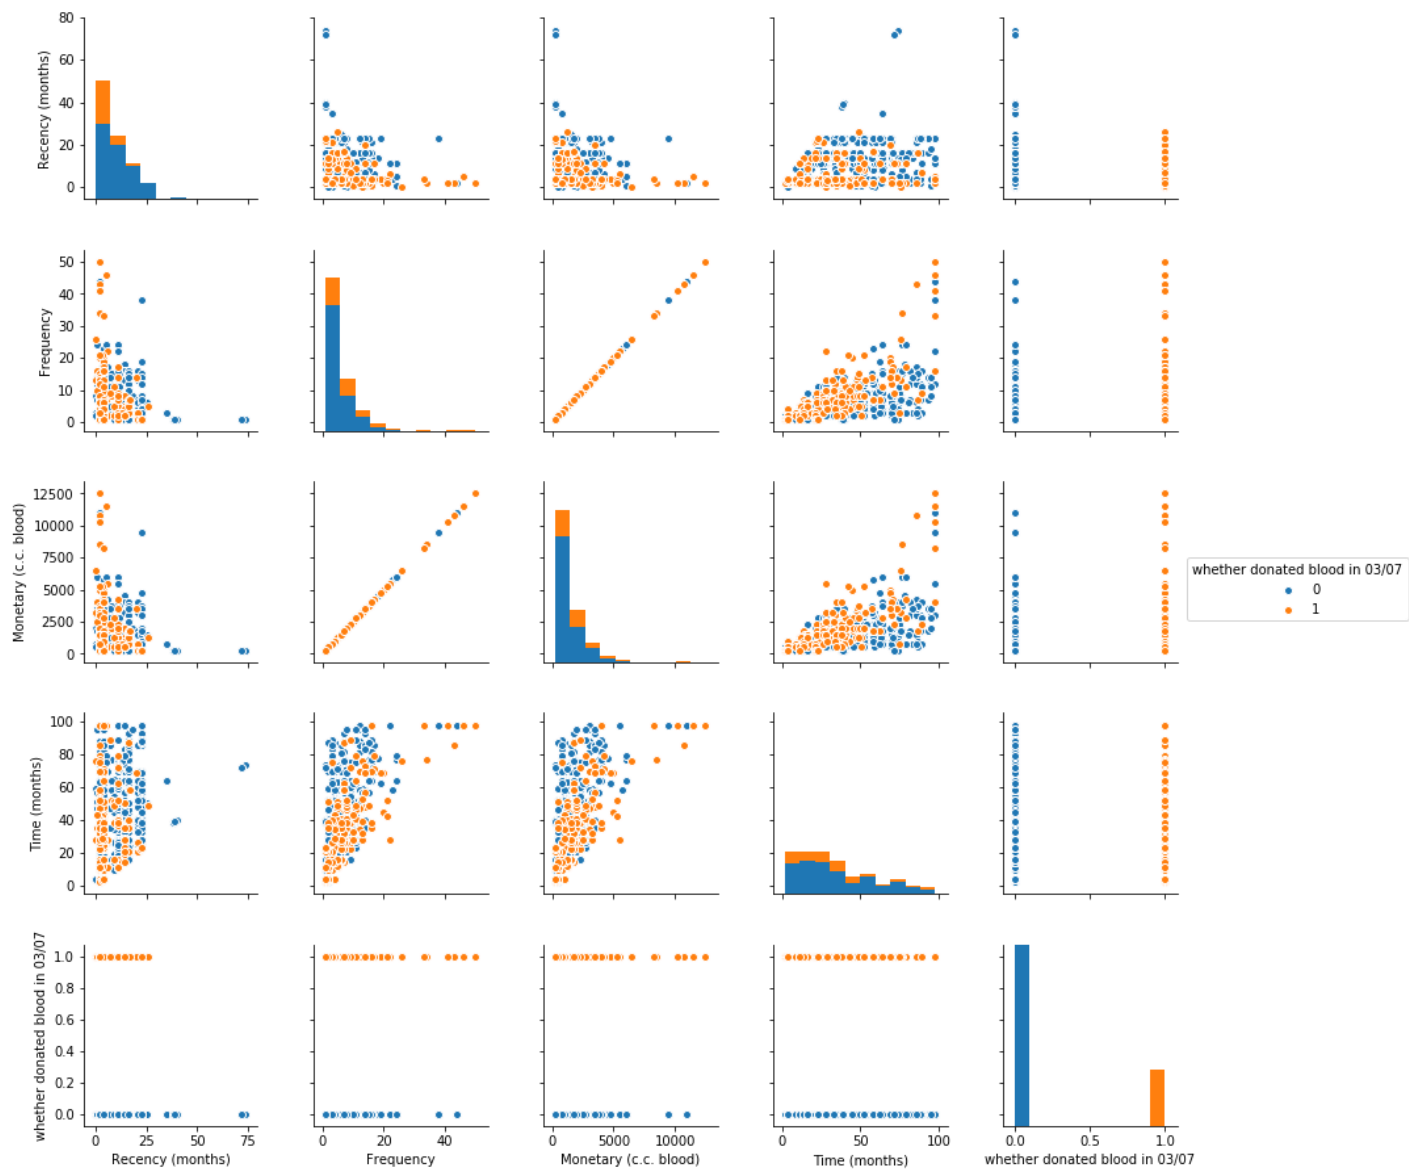 80
60
40
20
0
Recency (months)
50
40
30
20
10
0
Frequency
12500
10000
7500
5000
2500
0
Monetary (c.c. blood)
whether donated blood in 03/07
0
1
100
80
60
40
20
0
Time (months)
1.0
0.8
0.6
0.4
0.2
0.0
whether donated blood in 03/07
0 25 50 75
0 20 40
0 5000 10000
0 50 100
0.0 0.5 1.0
Recency (months)
Frequency
Monetary (c.c. blood)
Time (months)
whether donated blood in 03/07